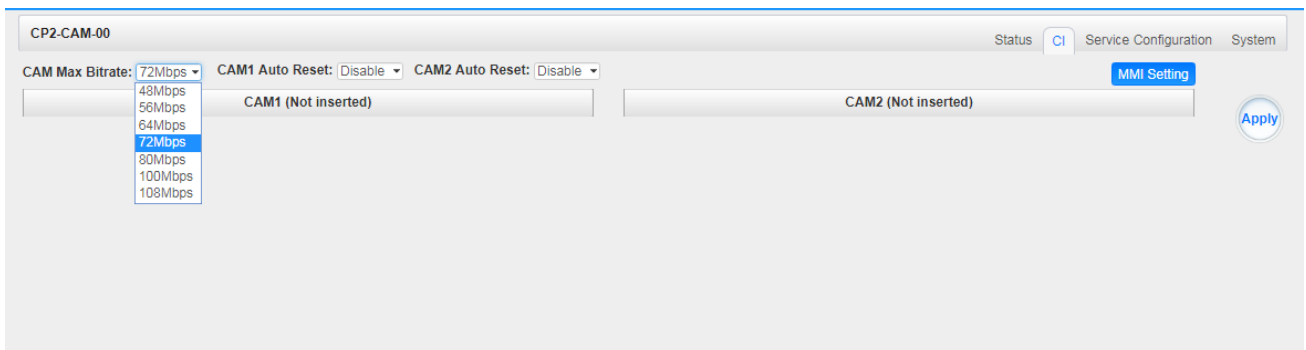 CP2-CAM-00
Status CI Service Configuration System
CAM Max Bitrate: 72Mbps CAM1 Auto Reset: Disable CAM2 Auto Reset: Disable MMI Setting
48Mbps
56Mbps
64Mbps
72Mbps
80Mbps
100Mbps
108Mbps
CAM1 (Not inserted)
CAM2 (Not inserted)
Apply